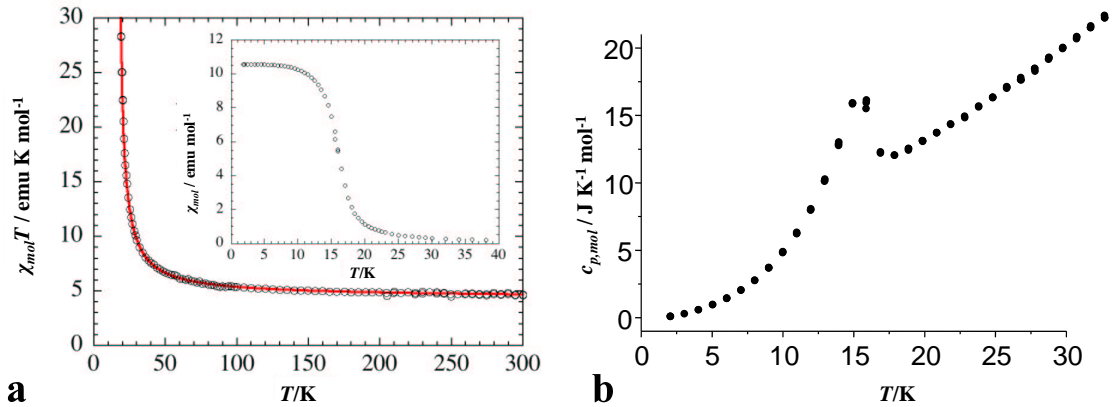 30
25
20
15
10
5
0
χmolT / emu K mol-1
0 50 100 150 200 250 300
T/K
a
12
10
8
6
4
2
0
χmol / emu mol-1
0 5 10 15 20 25 30 35 40
T/K
20
15
10
5
0
cp,mol / J K-1 mol-1
0 5 10 15 20 25 30
T/K
b